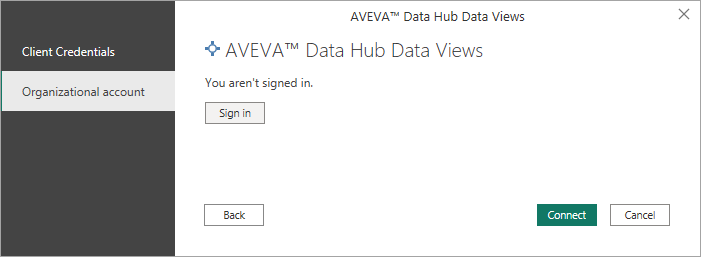 AVEVA™ Data Hub Data Views
Client Credentials
Organizational account
AVEVA™ Data Hub Data Views
You aren't signed in.
Sign in
Back
Connect
Cancel